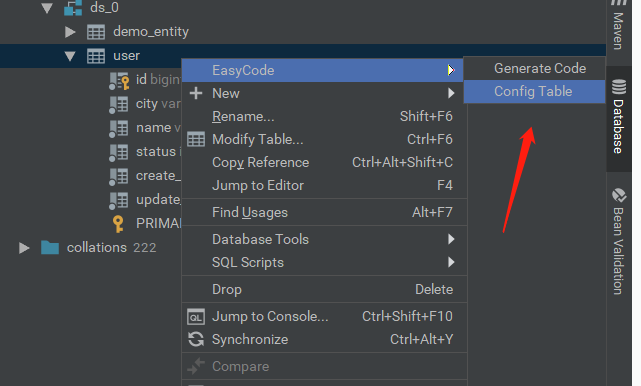 ds_0
demo_entity
user
id bigin
city var
name v
status i
create_
update_
PRIMA
collations 222
EasyCode
New
Rename... Shift+F6
Modify Table... Ctrl+F6
Copy Reference Ctrl+Alt+Shift+C
Jump to Editor F4
Find Usages Alt+F7
Database Tools
SQL Scripts
Drop Delete
QL Jump to Console... Ctrl+Shift+F10
Synchronize Ctrl+Alt+Y
Compare
Generate Code
Config Table
Maven
Database
Bean Validation